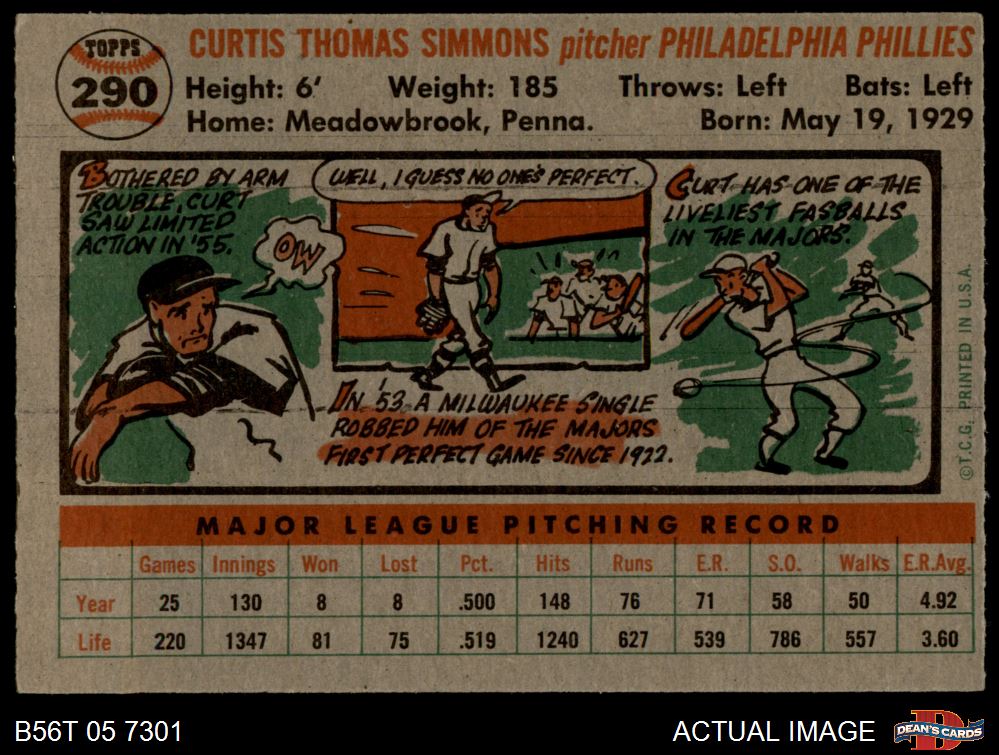 TOPPS
290
CURTIS THOMAS SIMMONS pitcher PHILADELPHIA PHILLIES
Height: 6' Weight: 185 Throws: Left Bats: Left
Home: Meadowbrook, Penna. Born: May 19, 1929
BOTHERED BY ARM
TROUBLE, CURT
SAW LIMITED
ACTION IN '55.
OW
WELL, I GUESS NO ONE'S PERFECT.
IN '53 A MILWAUKEE SINGLE
ROBBED HIM OF THE MAJORS
FIRST PERFECT GAME SINCE 1922.
CURT HAS ONE OF THE
LIVELIEST FASBALLS
IN THE MAJORS.
©T.C.G. PRINTED IN U.S.A.
MAJOR LEAGUE PITCHING RECORD
Games Innings Won Lost Pct. Hits Runs E.R. S.O. Walks E.R.Avg.
Year 25 130 8 8 .500 148 76 71 58 50 4.92
Life 220 1347 81 75 .519 1240 627 539 786 557 3.60
B56T 05 7301 ACTUAL IMAGE DEAN'S CARDS